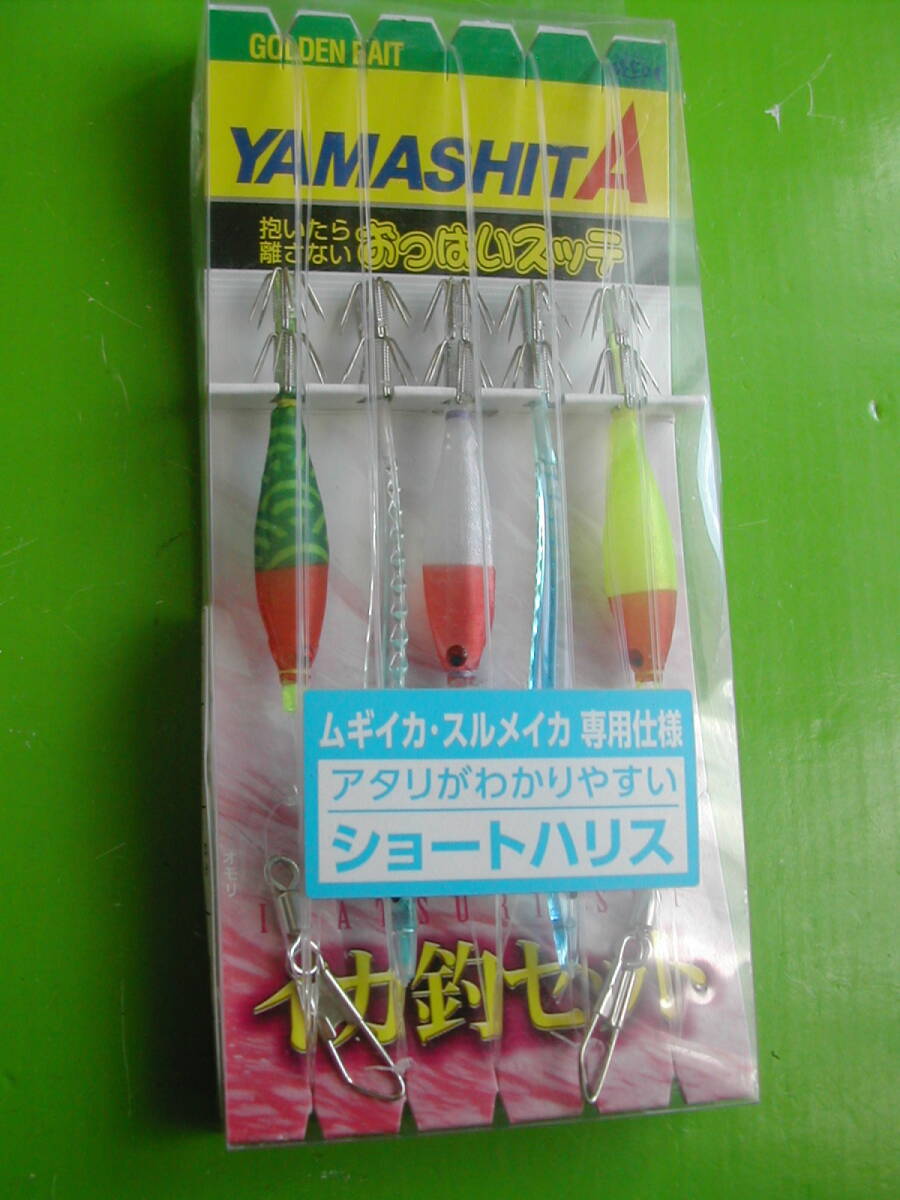 GOLDEN BAIT
YAMASHITA
抱いたら
離さない
おっぱいスッテ
ムギイカ・スルメイカ 専用仕様
アタリがわかりやすい
ショートハリス
オモリ
イカ釣セット